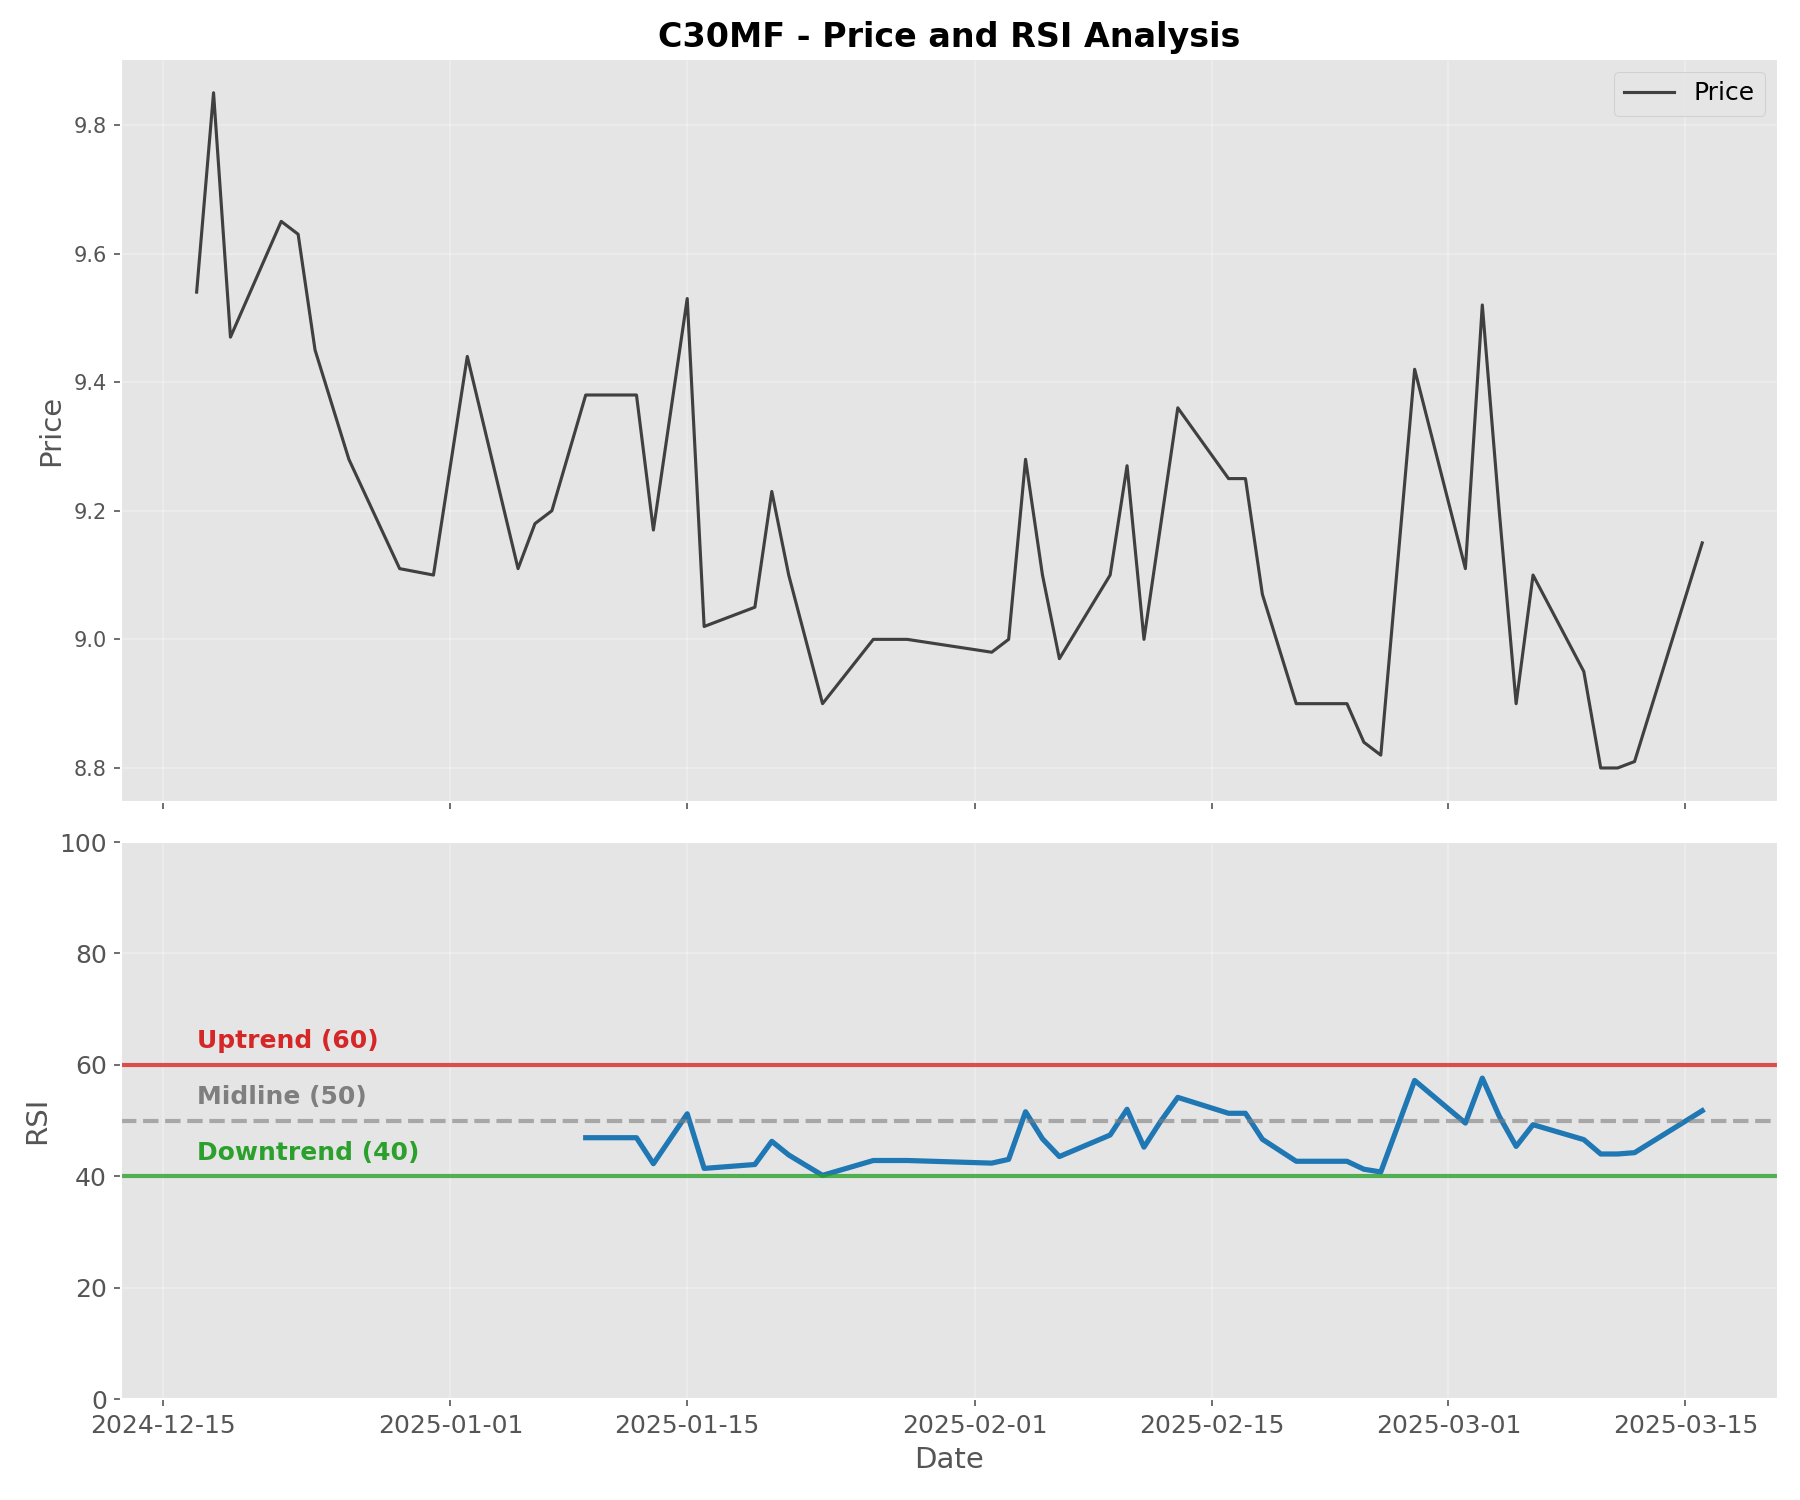 C30MF - Price and RSI Analysis
Price
9.8
9.6
9.4
9.2
9.0
8.8
Price
100
80
60
40
20
0
RSI
Uptrend (60)
Midline (50)
Downtrend (40)
2024-12-15
2025-01-01
2025-01-15
2025-02-01
2025-02-15
2025-03-01
2025-03-15
Date